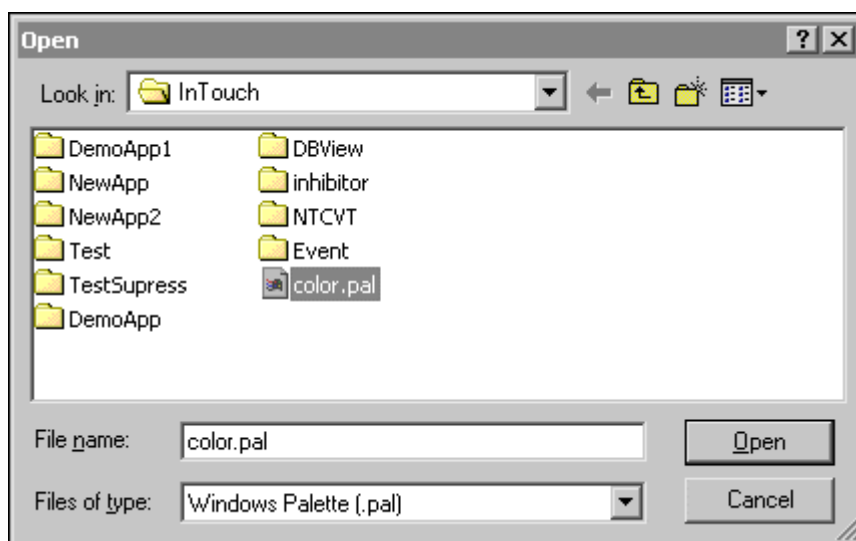 Open
Look in: InTouch
DemoApp1 DBView
NewApp inhibitor
NewApp2 NTCVT
Test Event
TestSupress color.pal
DemoApp
File name: color.pal Open
Files of type: Windows Palette (.pal) Cancel